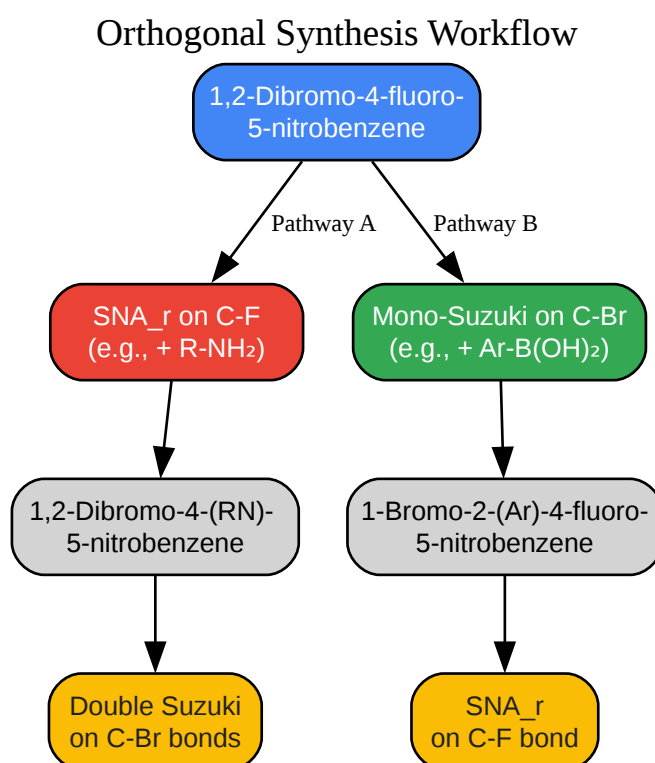 Orthogonal Synthesis Workflow
1,2-Dibromo-4-fluoro-
5-nitrobenzene
Pathway A
Pathway B
SNA_r on C-F
(e.g., + R-NH₂)
Mono-Suzuki on C-Br
(e.g., + Ar-B(OH)₂)
1,2-Dibromo-4-(RN)-
5-nitrobenzene
1-Bromo-2-(Ar)-4-fluoro-
5-nitrobenzene
Double Suzuki
on C-Br bonds
SNA_r
on C-F bond